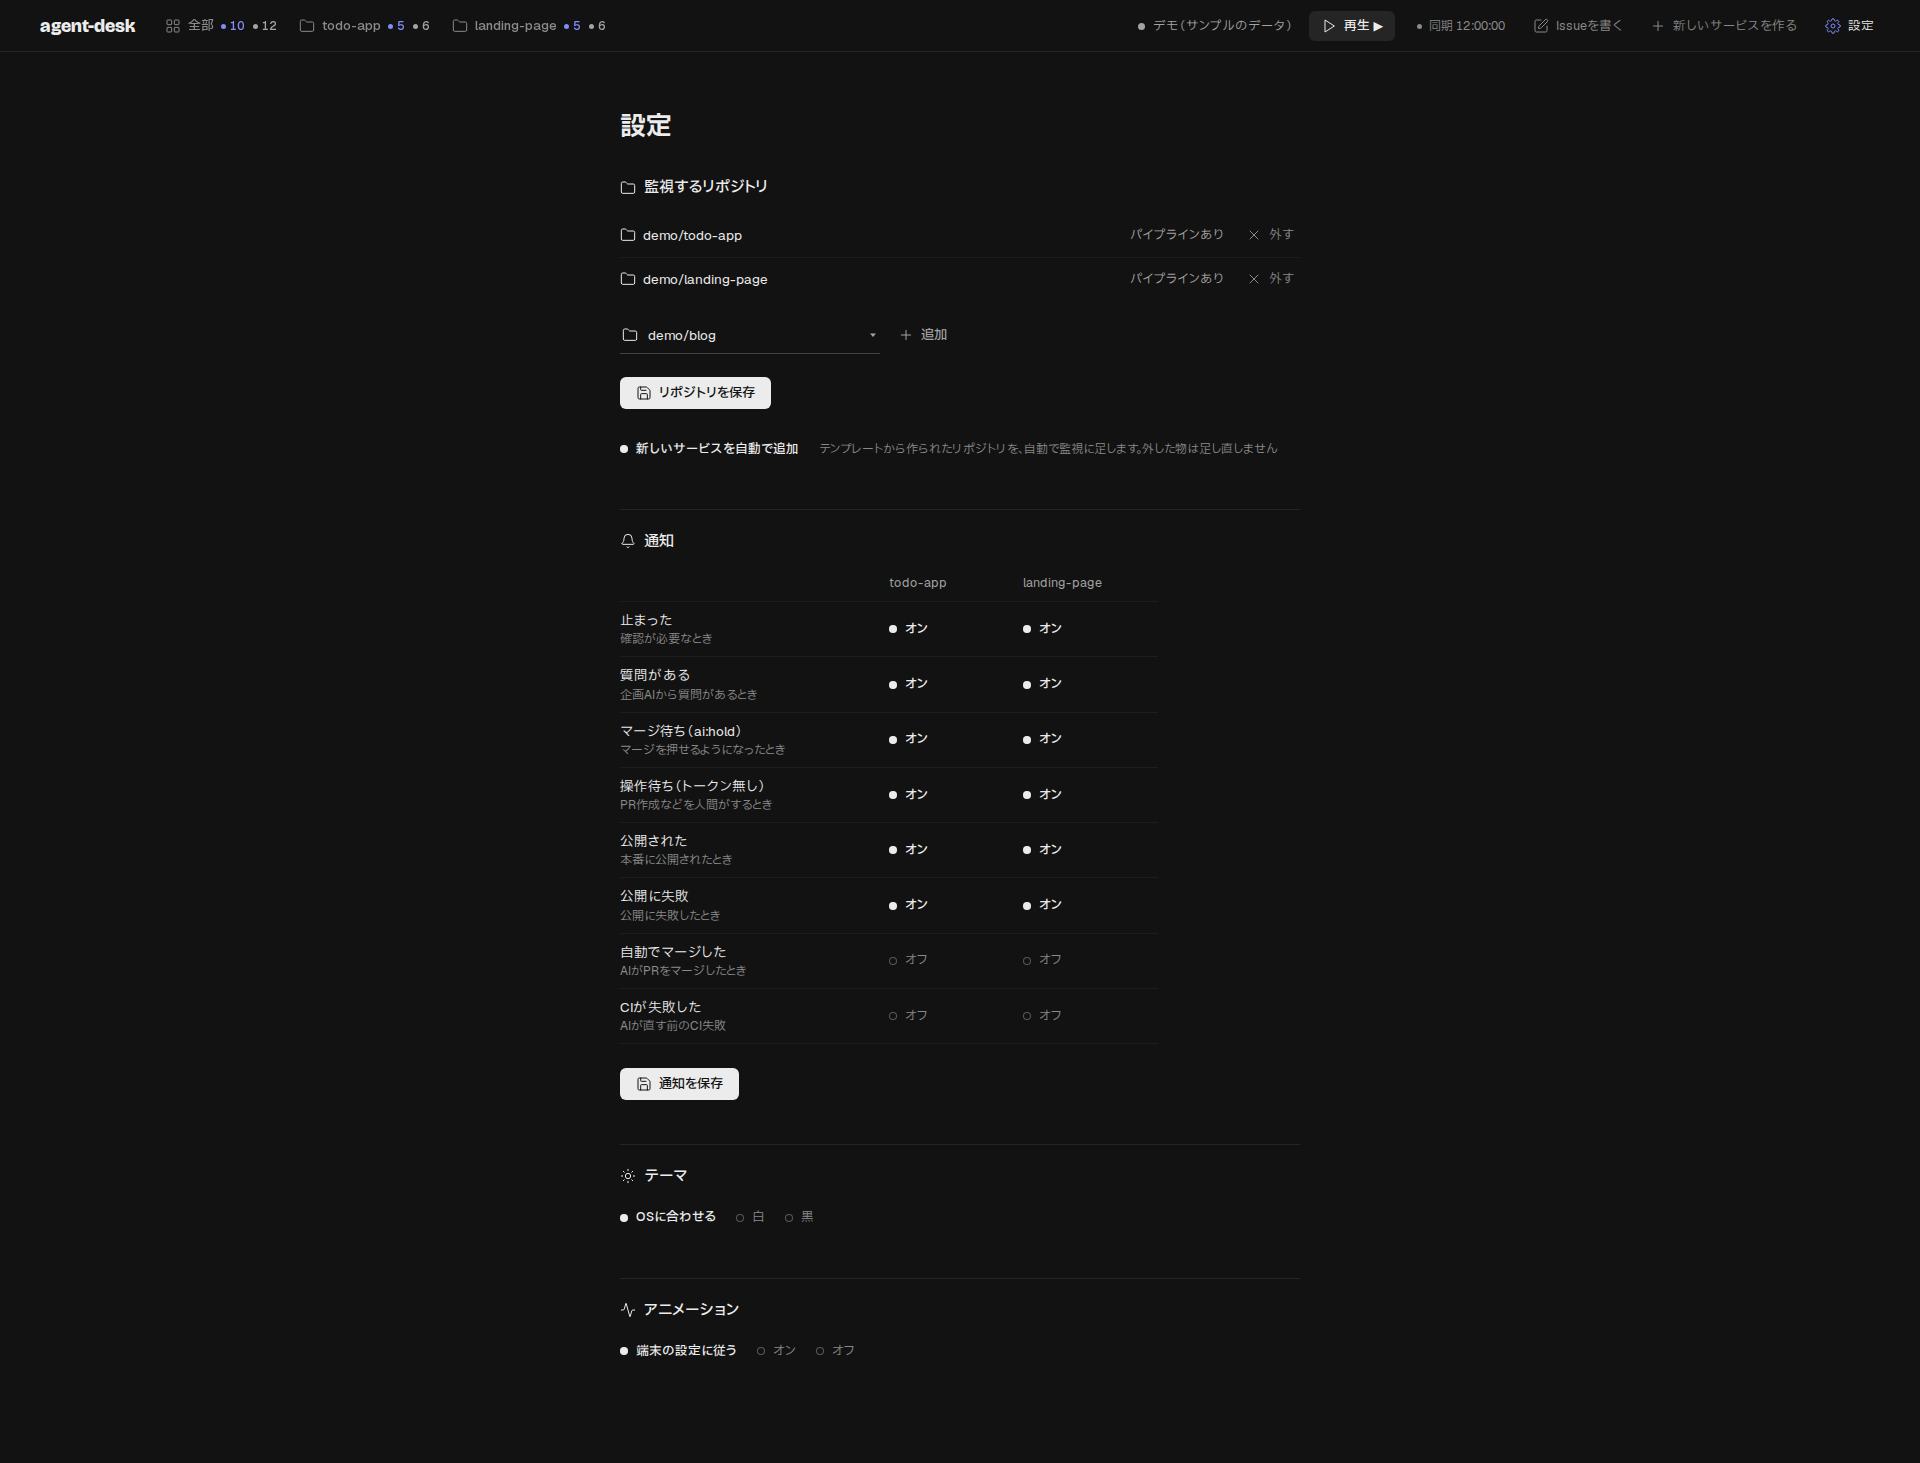 agent-desk 全部 10 12 todo-app 5 6 landing-page 5 6 デモ（サンプルのデータ） 再生 ▶ 同期 12:00:00 Issueを書く 新しいサービスを作る 設定
設定
監視するリポジトリ
demo/todo-app パイプラインあり 外す
demo/landing-page パイプラインあり 外す
demo/blog 追加
リポジトリを保存
新しいサービスを自動で追加 テンプレートから作られたリポジトリを、自動で監視に足します。外した物は足し直しません
通知
todo-app landing-page
止まった
確認が必要なとき
オン オン
質問がある
企画AIから質問があるとき
オン オン
マージ待ち（ai:hold）
マージを押せるようになったとき
オン オン
操作待ち（トークン無し）
PR作成などを人間がするとき
オン オン
公開された
本番に公開されたとき
オン オン
公開に失敗
公開に失敗したとき
オン オン
自動でマージした
AIがPRをマージしたとき
オフ オフ
CIが失敗した
AIが直す前のCI失敗
オフ オフ
通知を保存
テーマ
OSに合わせる 白 黒
アニメーション
端末の設定に従う オン オフ